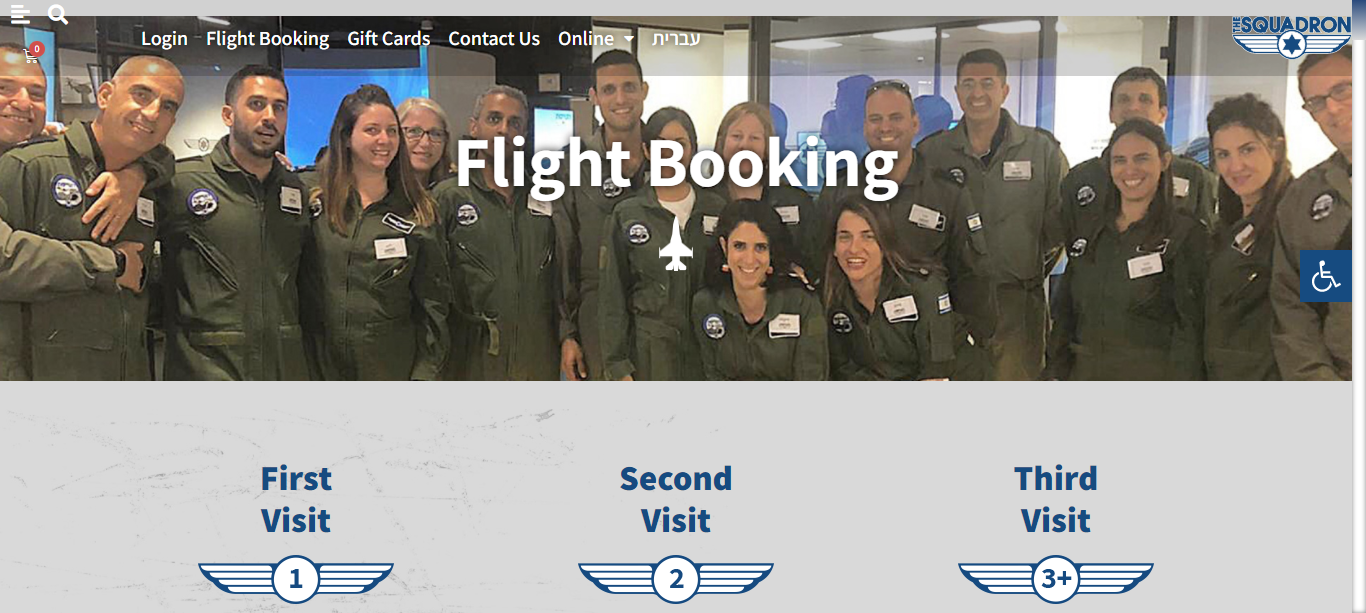 0
Login Flight Booking Gift Cards Contact Us Online עברית
THE SQUADRON
Flight Booking
First
Visit
Second
Visit
Third
Visit
1
2
3+